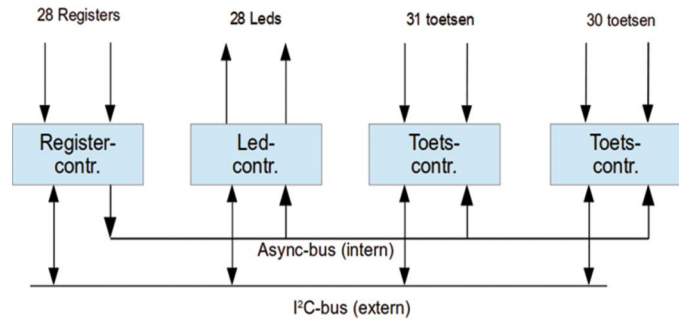 28 Registers
28 Leds
31 toetsen
30 toetsen
Register-
contr.
Led-
contr.
Toets-
contr.
Toets-
contr.
Async-bus (intern)
I²C-bus (extern)